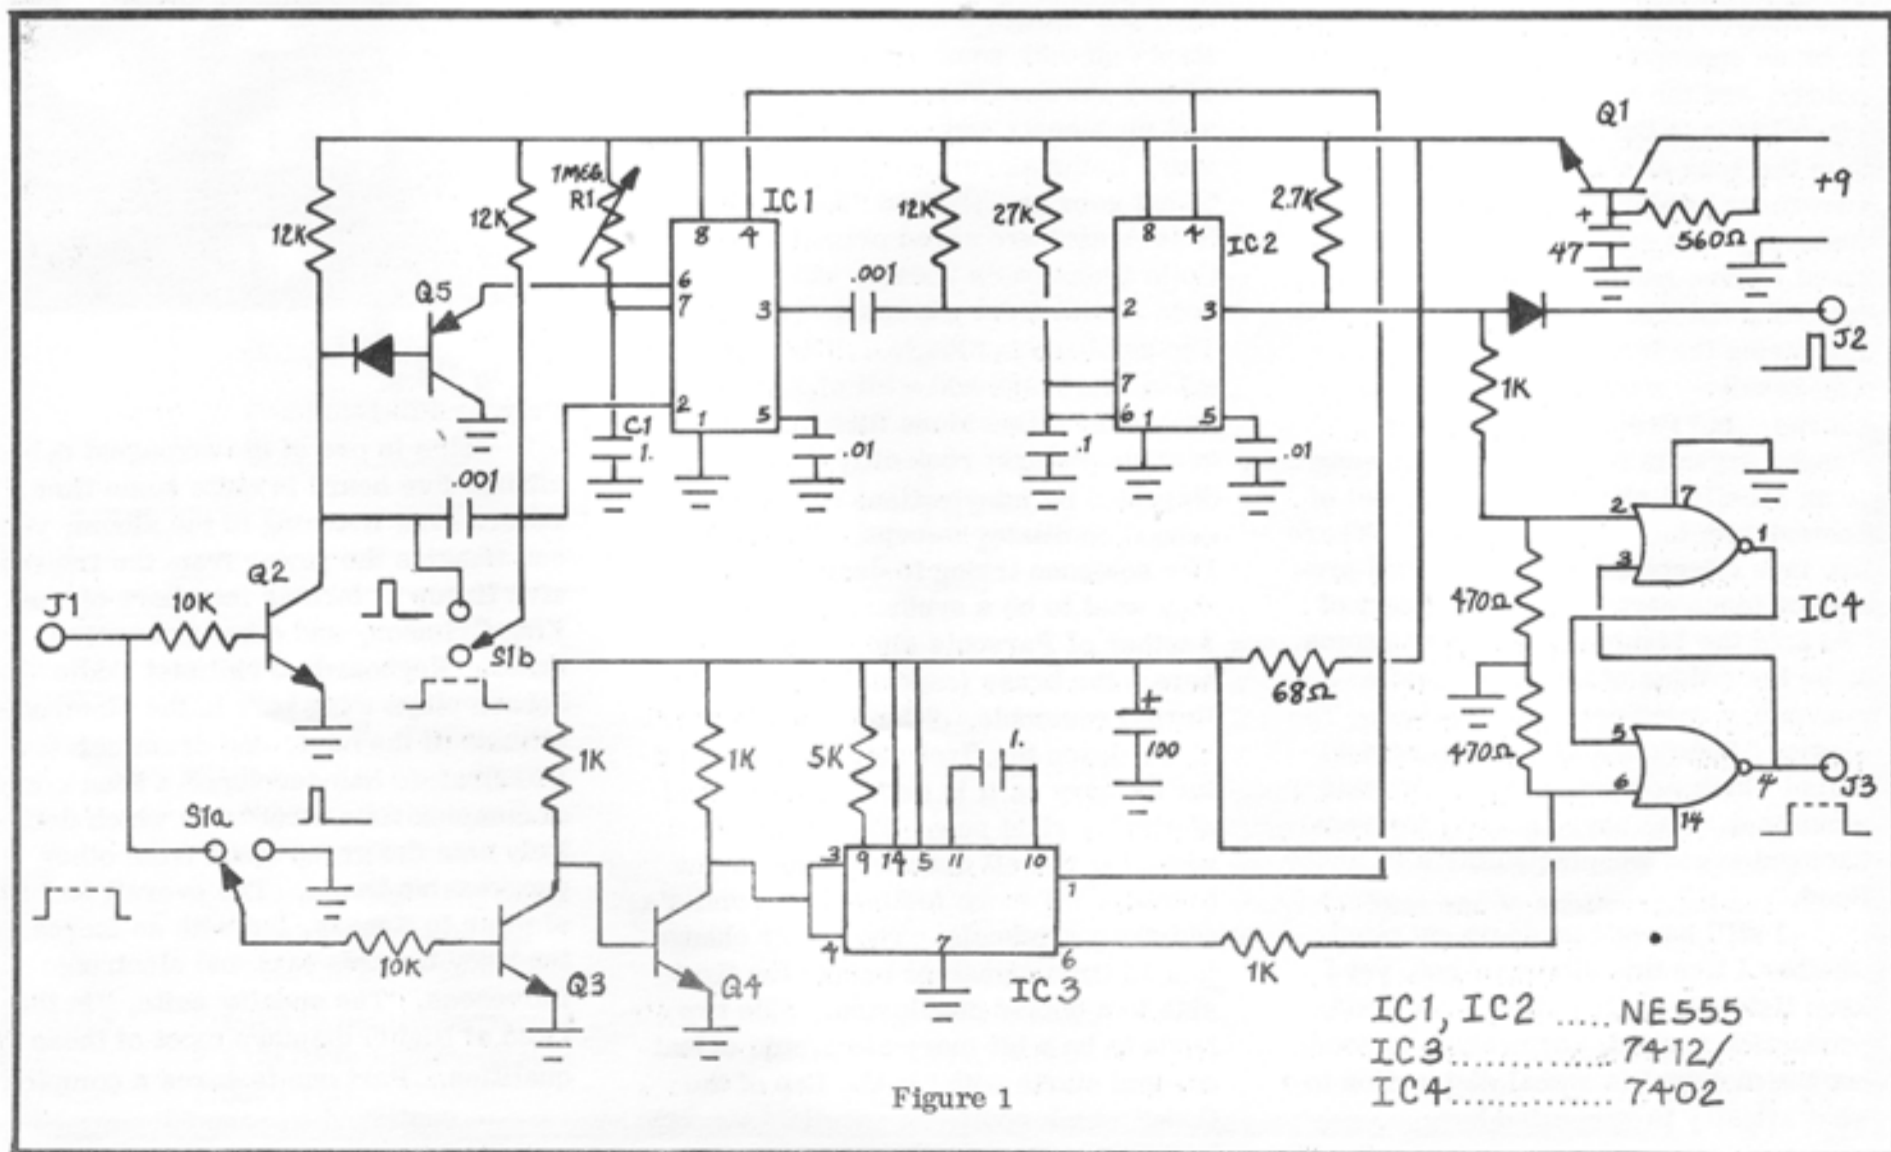 Q1
+9
560Ω
+
47
1MEG.
R1
IC1
12K
12K
12K
27K
2.7K
8
4
8
4
IC2
Q5
6
7
3
.001
2
3
J2
7
2
1
5
C1
1.
.01
6
1
5
.1
.01
1K
.001
7
2
1
3
Q2
J1
10K
470Ω
IC4
S1b
68Ω
+
100
1K
1K
5K
1.
470Ω
5
6
4
J3
14
S1a
3
9
14
5
11
10
1
4
7
6
10K
Q3
Q4
IC3
1K
IC1, IC2 ..... NE555
IC3.......... 7412/
IC4.............. 7402
Figure 1